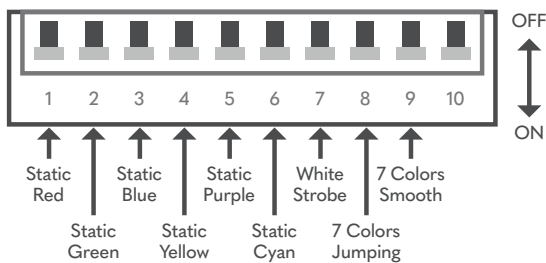 OFF
1 2 3 4 5 6 7 8 9 10
ON
Static Red
Static Blue
Static Purple
White Strobe
7 Colors Smooth
Static Green
Static Yellow
Static Cyan
7 Colors Jumping